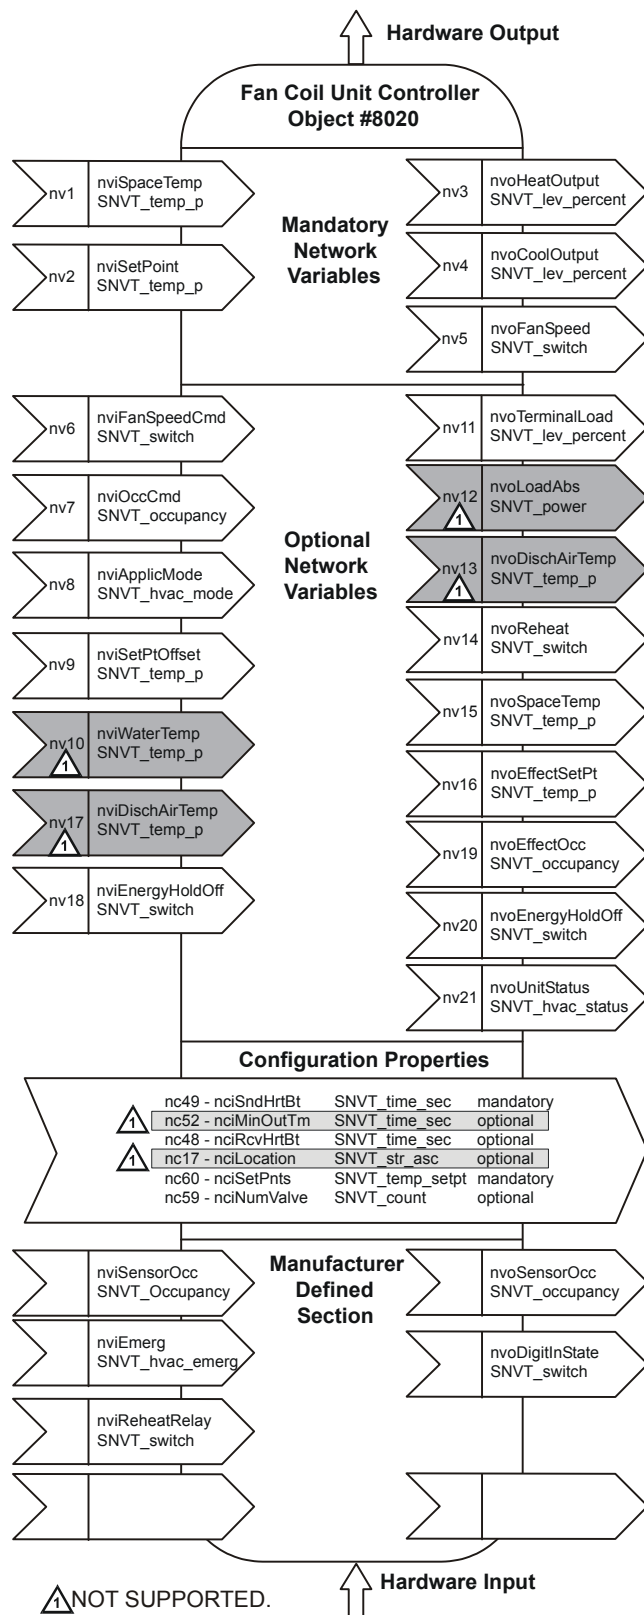 Hardware Output
Fan Coil Unit Controller
Object #8020
Mandatory
Network
Variables
nv1
nviSpaceTemp
SNVT_temp_p
nv2
nviSetPoint
SNVT_temp_p
nv3
nvoHeatOutput
SNVT_lev_percent
nv4
nvoCoolOutput
SNVT_lev_percent
nv5
nvoFanSpeed
SNVT_switch
Optional
Network
Variables
nv6
nviFanSpeedCmd
SNVT_switch
nv7
nviOccCmd
SNVT_occupancy
nv8
nviApplicMode
SNVT_hvac_mode
nv9
nviSetPtOffset
SNVT_temp_p
nv10
1
nviWaterTemp
SNVT_temp_p
nv17
1
nviDischAirTemp
SNVT_temp_p
nv18
nviEnergyHoldOff
SNVT_switch
nv11
nvoTerminalLoad
SNVT_lev_percent
nv12
1
nvoLoadAbs
SNVT_power
nv13
1
nvoDischAirTemp
SNVT_temp_p
nv14
nvoReheat
SNVT_switch
nv15
nvoSpaceTemp
SNVT_temp_p
nv16
nvoEffectSetPt
SNVT_temp_p
nv19
nvoEffectOcc
SNVT_occupancy
nv20
nvoEnergyHoldOff
SNVT_switch
nv21
nvoUnitStatus
SNVT_hvac_status
Configuration Properties
nc49 - nciSndHrtBt SNVT_time_sec mandatory
1 nc52 - nciMinOutTm SNVT_time_sec optional
nc48 - nciRcvHrtBt SNVT_time_sec optional
1 nc17 - nciLocation SNVT_str_asc optional
nc60 - nciSetPnts SNVT_temp_setpt mandatory
nc59 - nciNumValve SNVT_count optional
Manufacturer
Defined
Section
nviSensorOcc
SNVT_Occupancy
nviEmerg
SNVT_hvac_emerg
nviReheatRelay
SNVT_switch
nvoSensorOcc
SNVT_occupancy
nvoDigitInState
SNVT_switch
Hardware Input
1 NOT SUPPORTED.